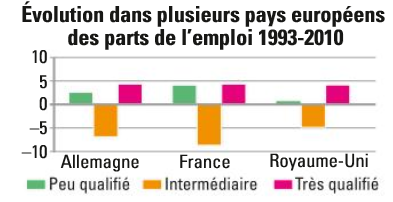 Évolution dans plusieurs pays européens
des parts de l'emploi 1993-2010
10
5
0
–5
–10
Allemagne France Royaume-Uni
Peu qualifié Intermédiaire Très qualifié